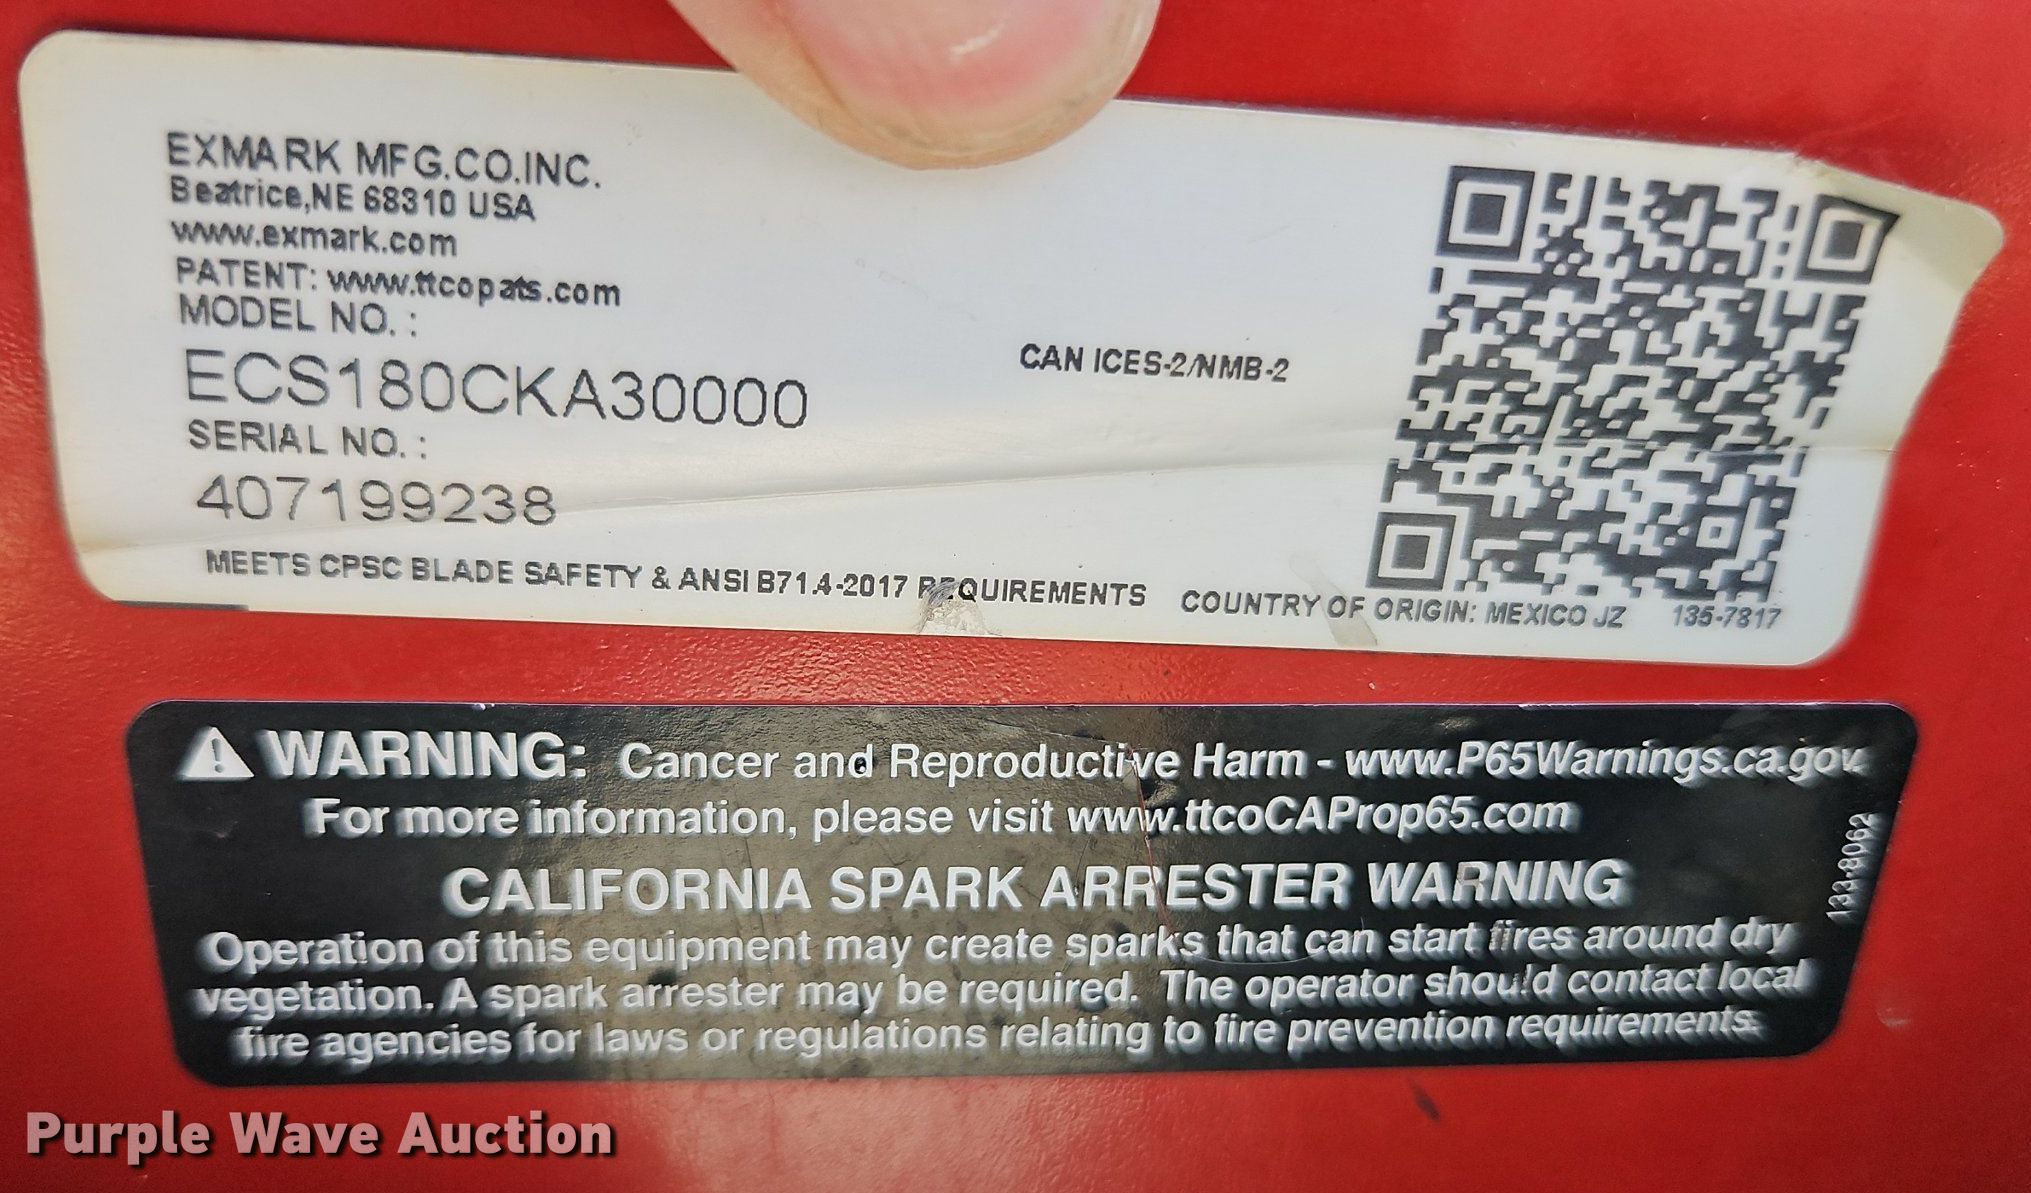 EXMARK MFG.CO.INC.
Beatrice,NE 68310 USA
www.exmark.com
PATENT: www.ttcopats.com
MODEL NO. :
ECS180CKA30000
CAN ICES-2/NMB-2
SERIAL NO. :
407199238
MEETS CPSC BLADE SAFETY & ANSI B71.4-2017 REQUIREMENTS
COUNTRY OF ORIGIN: MEXICO JZ
135-7817
WARNING: Cancer and Reproductive Harm - www.P65Warnings.ca.gov.
For more information, please visit www.ttcoCAProp65.com
CALIFORNIA SPARK ARRESTER WARNING
Operation of this equipment may create sparks that can start fires around dry
vegetation. A spark arrester may be required. The operator should contact local
fire agencies for laws or regulations relating to fire prevention requirements.
133-8062
Purple Wave Auction